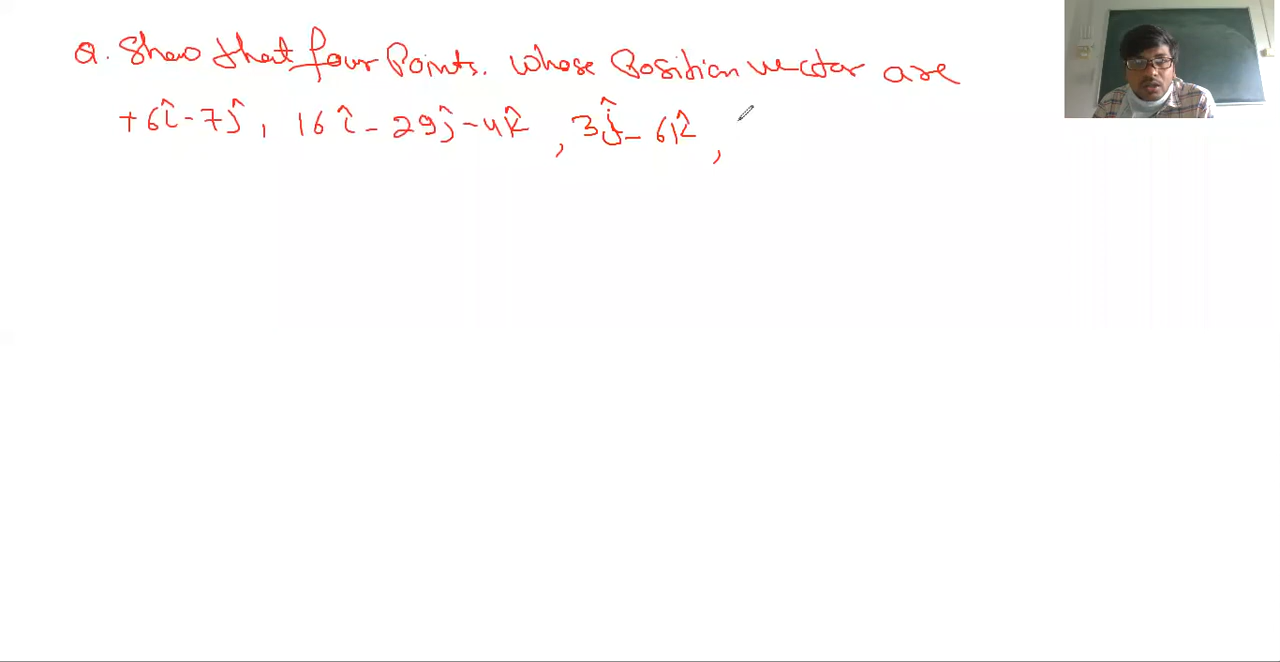 Q. Show that four Points. whose Position vector are
+6î - 7ĵ, 16î - 29ĵ - 4k̂, 3ĵ - 6k̂,